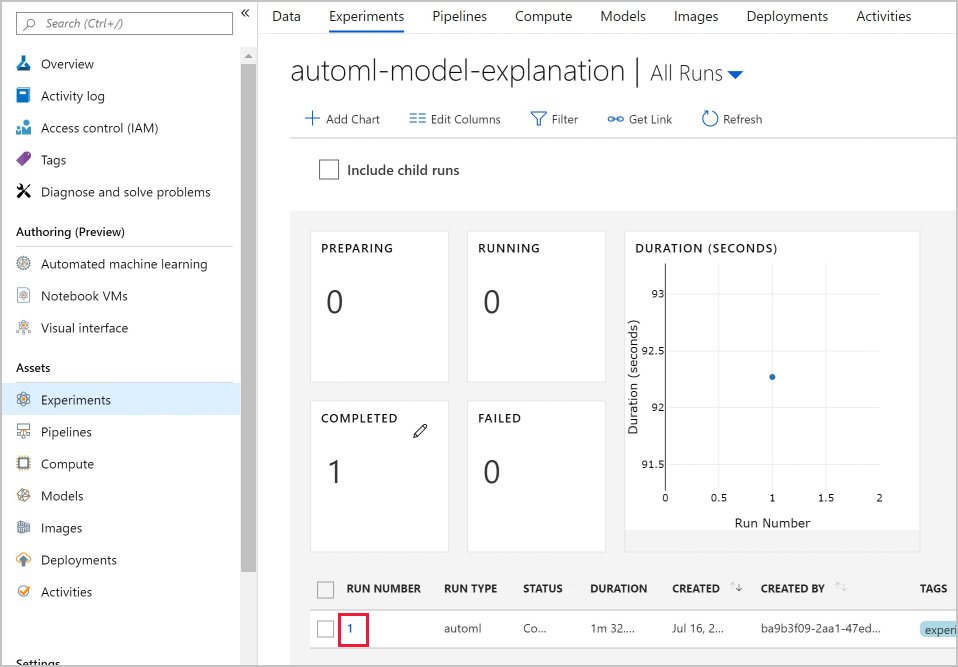 Search (Ctrl+/)
«
Overview
Activity log
Access control (IAM)
Tags
Diagnose and solve problems
Authoring (Preview)
Automated machine learning
Notebook VMs
Visual interface
Assets
Experiments
Pipelines
Compute
Models
Images
Deployments
Activities
Settings
Data Experiments Pipelines Compute Models Images Deployments Activities
automl-model-explanation | All Runs
Add Chart Edit Columns Filter Get Link Refresh
Include child runs
PREPARING
0
RUNNING
0
COMPLETED
1
FAILED
0
DURATION (SECONDS)
Duration (seconds)
93
92.5
92
91.5
0 0.5 1 1.5 2
Run Number
RUN NUMBER RUN TYPE STATUS DURATION CREATED CREATED BY TAGS
1 automl Co... 1m 32.... Jul 16, 2... ba9b3f09-2aa1-47ed... experi